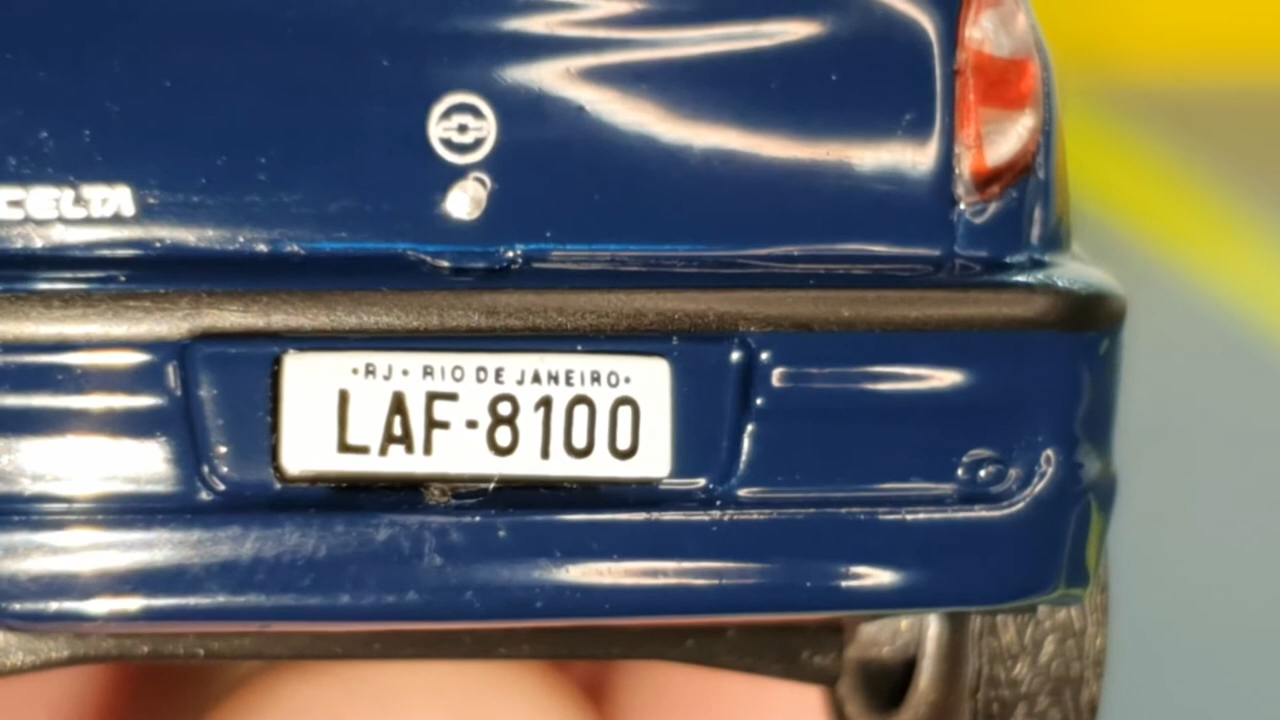 CELTA
•RJ• RIO DE JANEIRO•
LAF-8100